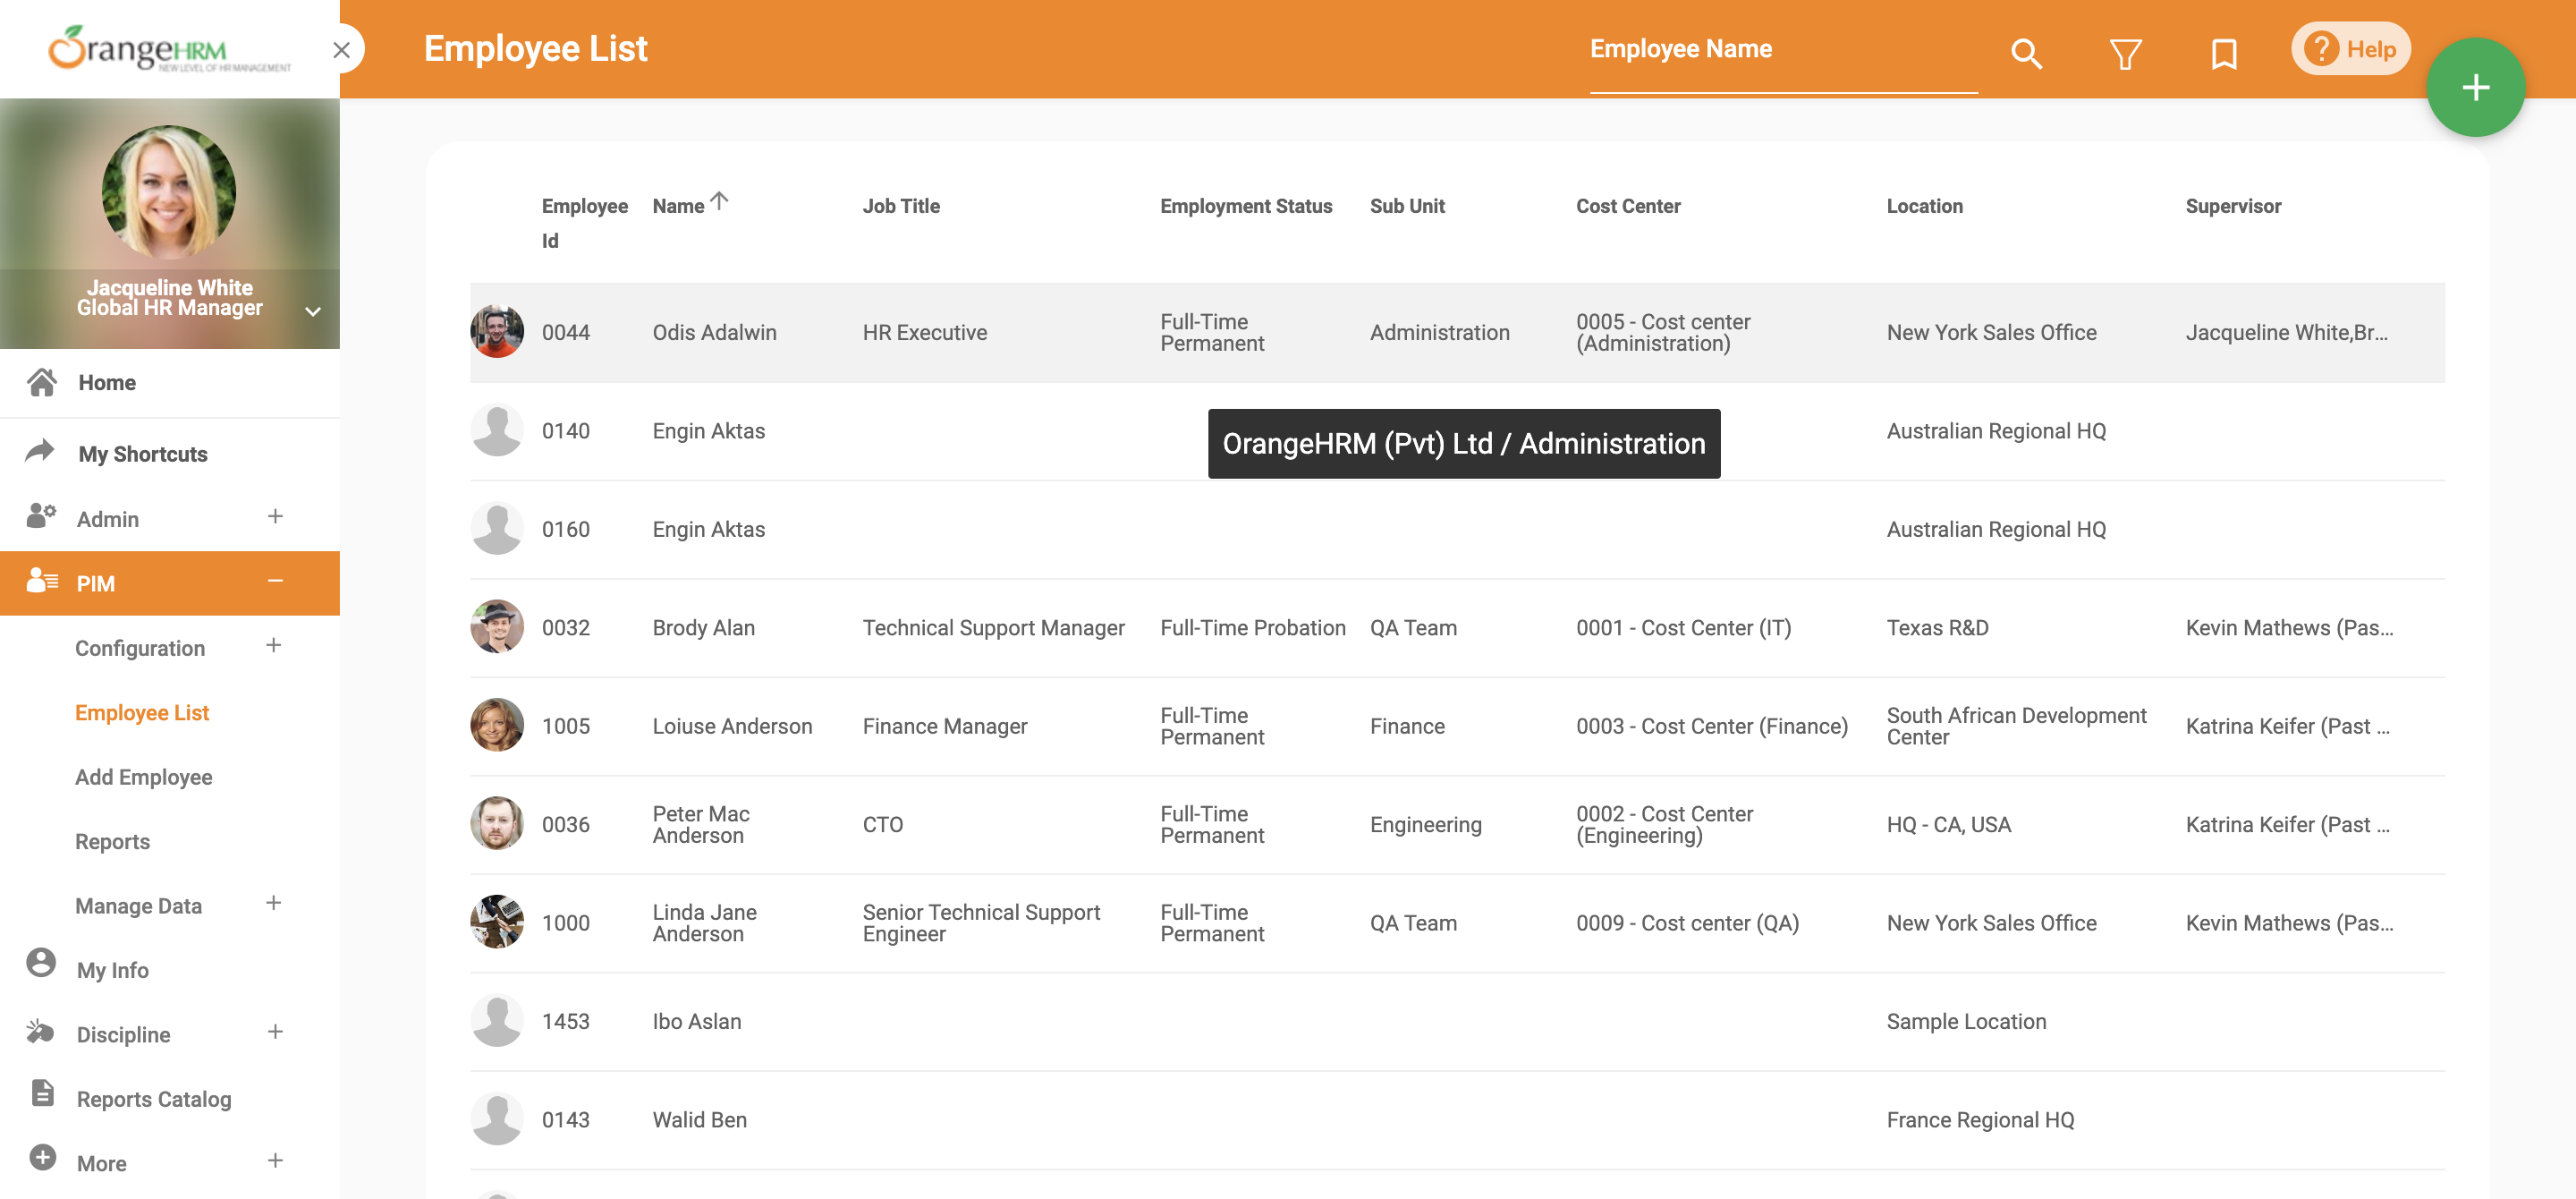 OrangeHRM
NEW LEVEL OF HR MANAGEMENT
Employee List
Employee Name
? Help
Jacqueline White
Global HR Manager
Home
My Shortcuts
Admin
PIM
Configuration
Employee List
Add Employee
Reports
Manage Data
My Info
Discipline
Reports Catalog
More
Employee Id Name Job Title Employment Status Sub Unit Cost Center Location Supervisor
0044 Odis Adalwin HR Executive Full-Time Permanent Administration 0005 - Cost center (Administration) New York Sales Office Jacqueline White,Br...
0140 Engin Aktas Australian Regional HQ
OrangeHRM (Pvt) Ltd / Administration
0160 Engin Aktas Australian Regional HQ
0032 Brody Alan Technical Support Manager Full-Time Probation QA Team 0001 - Cost Center (IT) Texas R&D Kevin Mathews (Pas...
1005 Loiuse Anderson Finance Manager Full-Time Permanent Finance 0003 - Cost Center (Finance) South African Development Center Katrina Keifer (Past ...
0036 Peter Mac Anderson CTO Full-Time Permanent Engineering 0002 - Cost Center (Engineering) HQ - CA, USA Katrina Keifer (Past ...
1000 Linda Jane Anderson Senior Technical Support Engineer Full-Time Permanent QA Team 0009 - Cost center (QA) New York Sales Office Kevin Mathews (Pas...
1453 Ibo Aslan Sample Location
0143 Walid Ben France Regional HQ